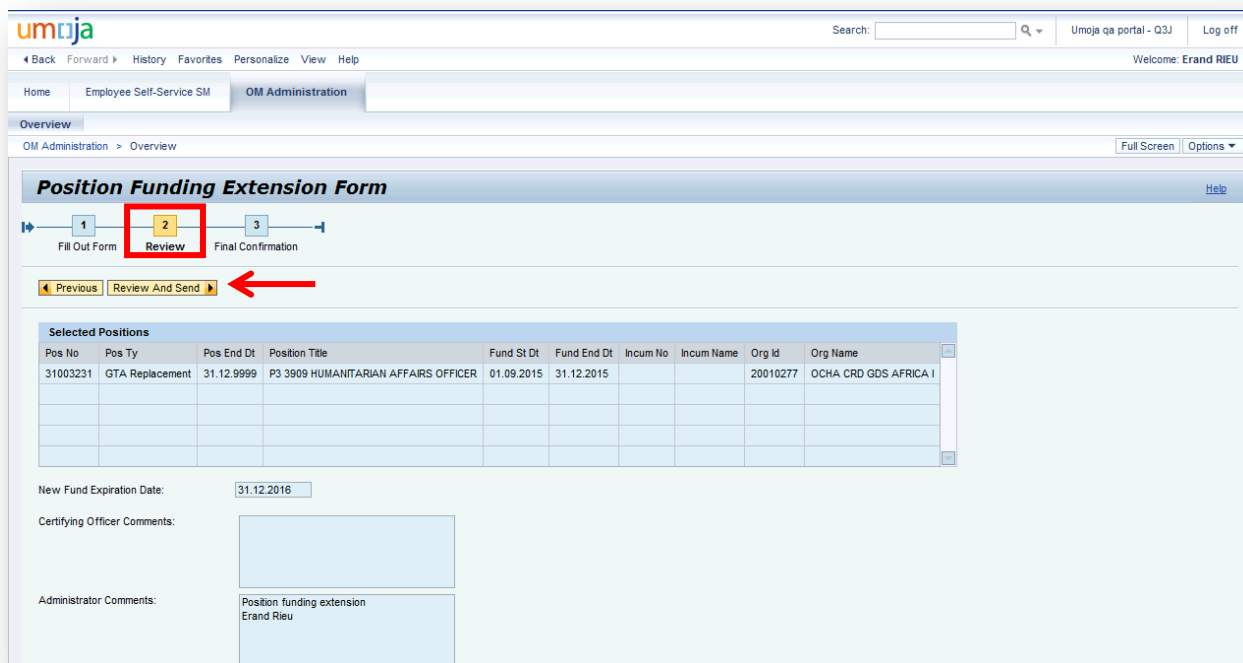 umoja
Search: Umoja qa portal - Q3J Log off
Back Forward History Favorites Personalize View Help Welcome: Erand RIEU
Home Employee Self-Service SM OM Administration
Overview
OM Administration > Overview Full Screen Options
Position Funding Extension Form Help
1 2 3
Fill Out Form Review Final Confirmation
Previous Review And Send
Selected Positions
Pos No Pos Ty Pos End Dt Position Title Fund St Dt Fund End Dt Incum No Incum Name Org Id Org Name
31003231 GTA Replacement 31.12.9999 P3 3909 HUMANITARIAN AFFAIRS OFFICER 01.09.2015 31.12.2015 20010277 OCHA CRD GDS AFRICA I
New Fund Expiration Date: 31.12.2016
Certifying Officer Comments:
Administrator Comments: Position funding extension
Erand Rieu